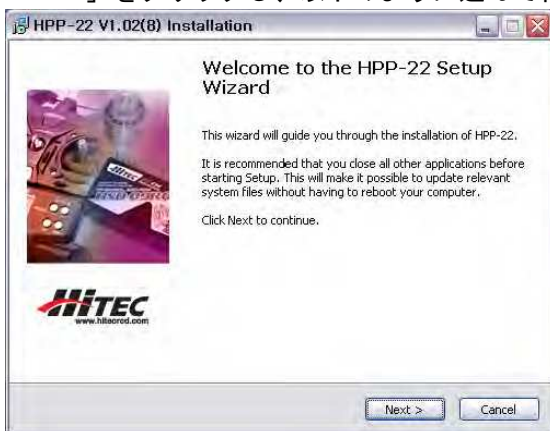 HPP-22 V1.02(8) Installation
Welcome to the HPP-22 Setup
Wizard
This wizard will guide you through the installation of HPP-22.
It is recommended that you close all other applications before
starting Setup. This will make it possible to update relevant
system files without having to reboot your computer.
Click Next to continue.
HiTEC
www.hitecrcd.com
Next >
Cancel